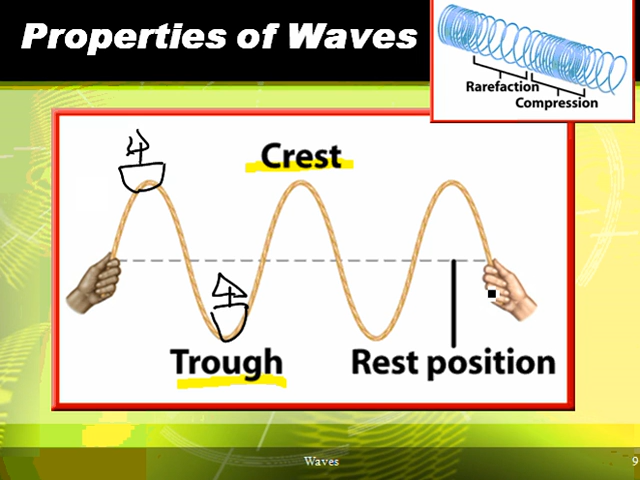 Properties of Waves
Rarefaction
Compression
Crest
Trough
Rest position
Waves
9